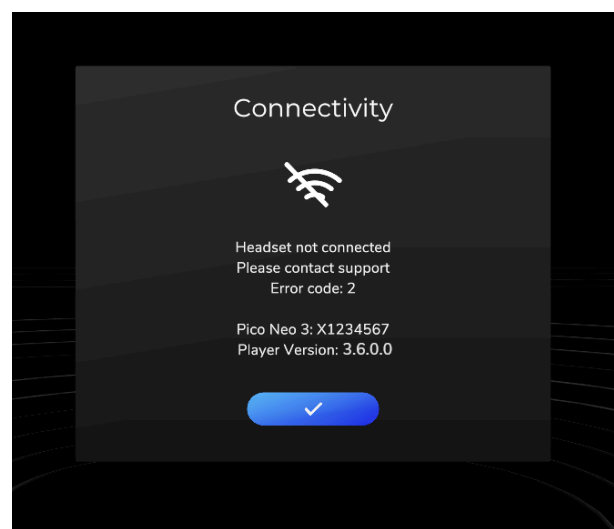 Connectivity
Headset not connected
Please contact support
Error code: 2
Pico Neo 3: X1234567
Player Version: 3.6.0.0